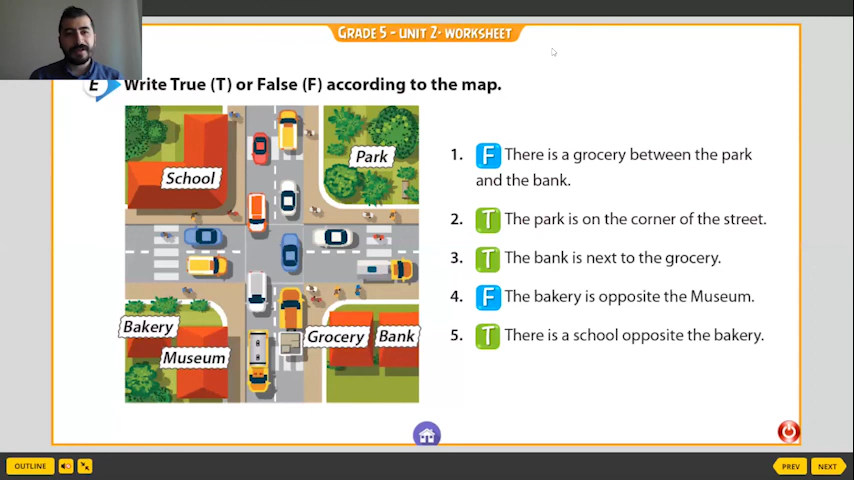 GRADE 5 - UNIT 2- WORKSHEET
E Write True (T) or False (F) according to the map.
School
Park
Bakery
Museum
Grocery
Bank
1. F There is a grocery between the park
and the bank.
2. T The park is on the corner of the street.
3. T The bank is next to the grocery.
4. F The bakery is opposite the Museum.
5. T There is a school opposite the bakery.
OUTLINE
PREV
NEXT